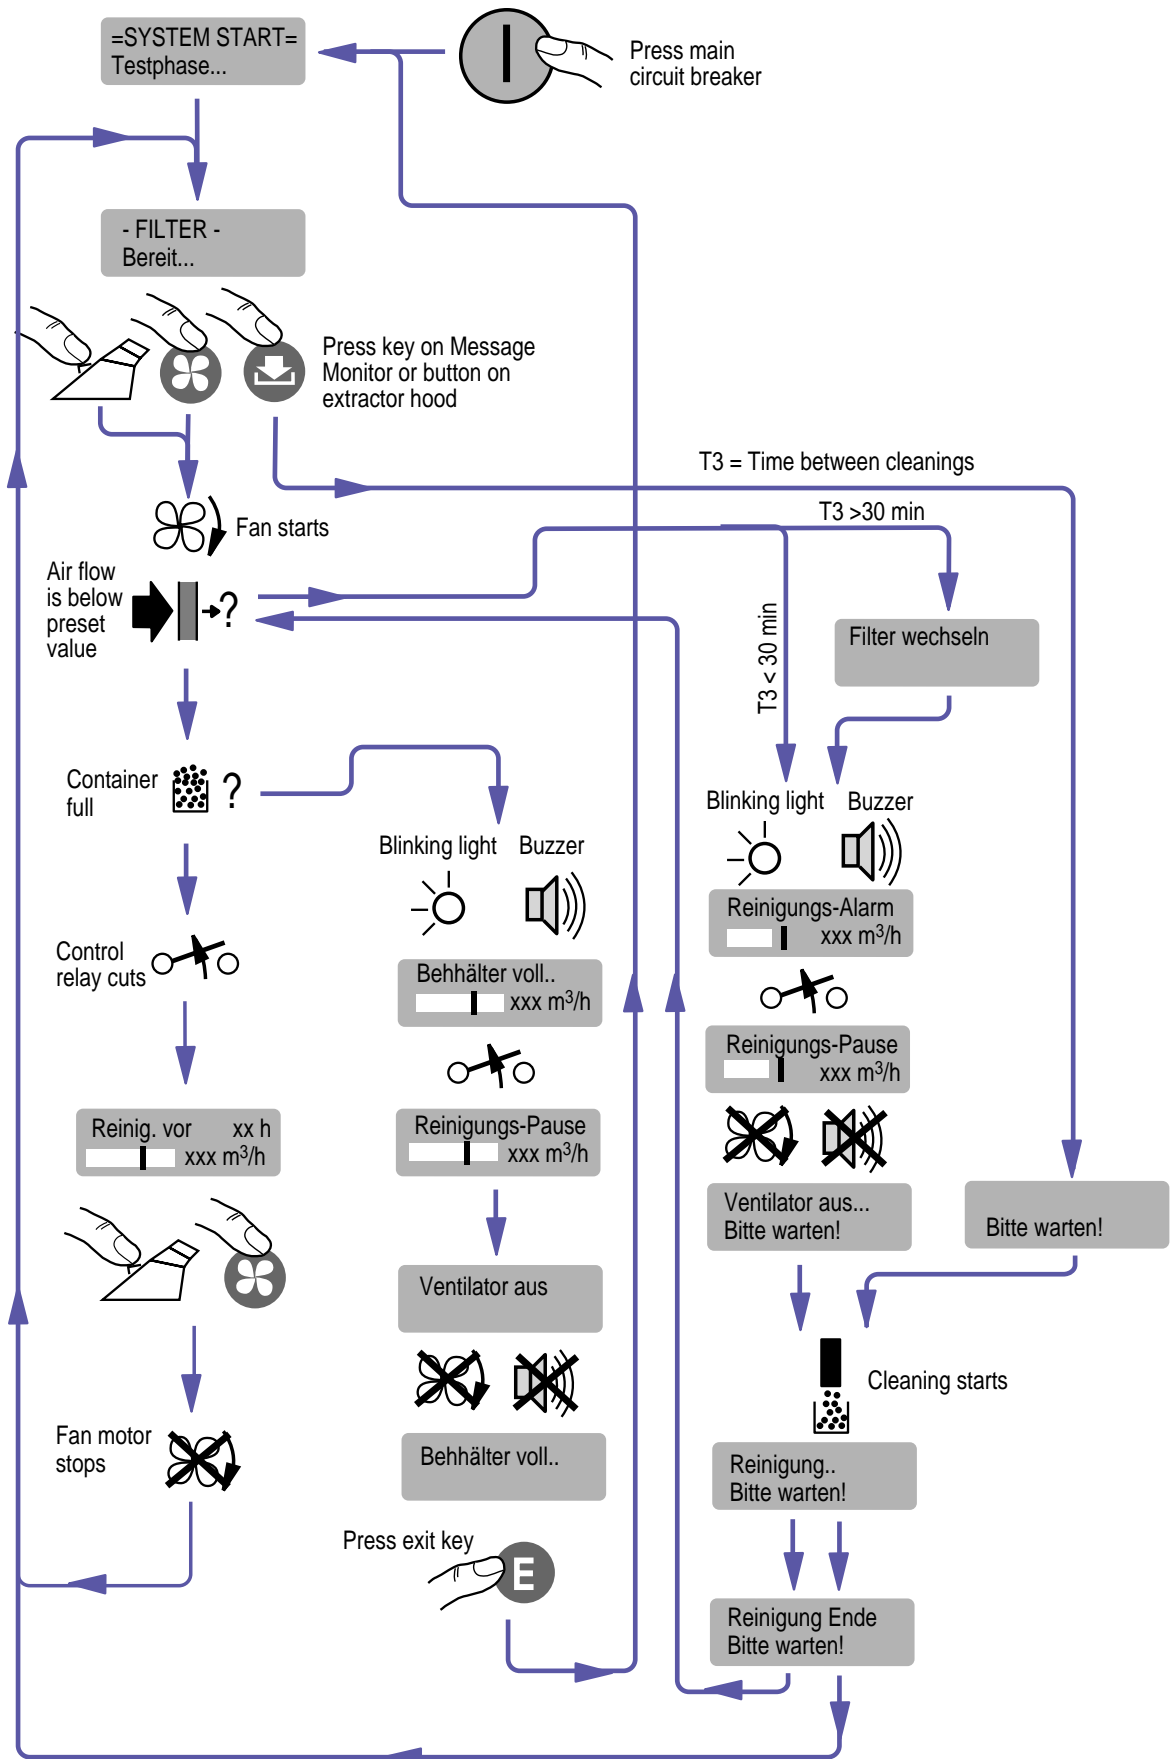 =SYSTEM START=
Testphase...
Press main
circuit breaker
- FILTER -
Bereit...
Press key on Message
Monitor or button on
extractor hood
T3 = Time between cleanings
T3 >30 min
Fan starts
Air flow
is below
preset
value
?
T3 < 30 min
Filter wechseln
Container
full
?
Blinking light
Buzzer
Blinking light
Buzzer
Reinigungs-Alarm
xxx m³/h
Control
relay cuts
Behhälter voll..
xxx m³/h
Reinigungs-Pause
xxx m³/h
Reinig. vor xx h
xxx m³/h
Reinigungs-Pause
xxx m³/h
Ventilator aus...
Bitte warten!
Bitte warten!
Ventilator aus
Cleaning starts
Fan motor
stops
Behhälter voll..
Reinigung..
Bitte warten!
Press exit key
E
Reinigung Ende
Bitte warten!